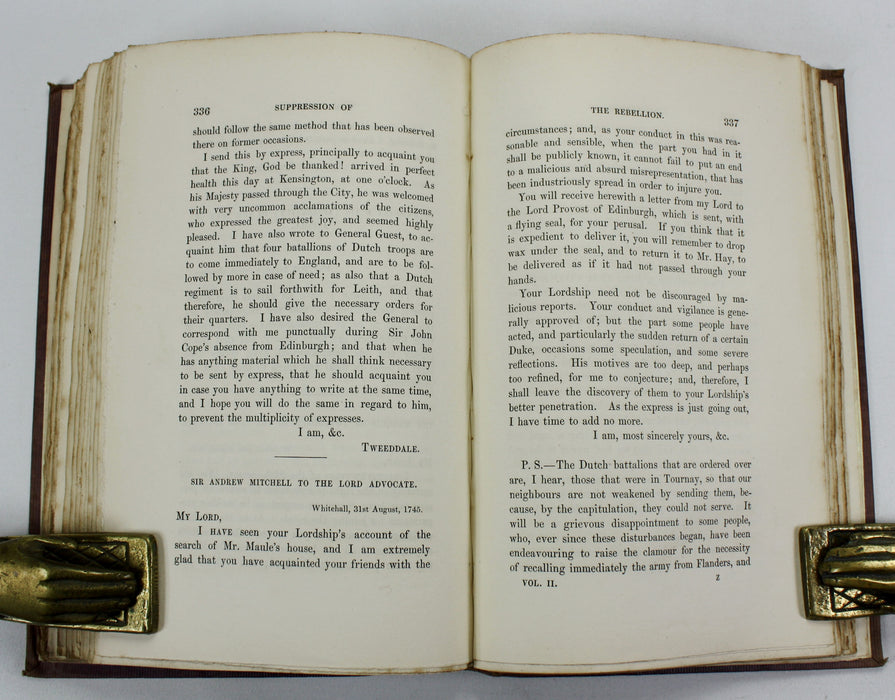 336 SUPPRESSION OF
should follow the same method that has been observed
there on former occasions.
I send this by express, principally to acquaint you
that the King, God be thanked! arrived in perfect
health this day at Kensington, at one o'clock. As
his Majesty passed through the City, he was welcomed
with very uncommon acclamations of the citizens,
who expressed the greatest joy, and seemed highly
pleased. I have also wrote to General Guest, to ac-
quaint him that four batallions of Dutch troops are
to come immediately to England, and are to be fol-
lowed by more in case of need; as also that a Dutch
regiment is to sail forthwith for Leith, and that
therefore, he should give the necessary orders for
their quarters. I have also desired the General to
correspond with me punctually during Sir John
Cope's absence from Edinburgh; and that when he
has anything material which he shall think necessary
to be sent by express, that he should acquaint you
in case you have anything to write at the same time,
and I hope you will do the same in regard to him,
to prevent the multiplicity of expresses.
I am, &c.
TWEEDDALE.
SIR ANDREW MITCHELL TO THE LORD ADVOCATE.
Whitehall, 31st August, 1745.
MY LORD,
I HAVE seen your Lordship's account of the
search of Mr. Maule's house, and I am extremely
glad that you have acquainted your friends with the
THE REBELLION. 337
circumstances; and, as your conduct in this was rea-
sonable and sensible, when the part you had in it
shall be publicly known, it cannot fail to put an end
to a malicious and absurd misrepresentation, that has
been industriously spread in order to injure you.
You will receive herewith a letter from my Lord to
the Lord Provost of Edinburgh, which is sent, with
a flying seal, for your perusal. If you think that it
is expedient to deliver it, you will remember to drop
wax under the seal, and to return it to Mr. Hay, to
be delivered as if it had not passed through your
hands.
Your Lordship need not be discouraged by ma-
licious reports. Your conduct and vigilance is gene-
rally approved of; but the part some people have
acted, and particularly the sudden return of a certain
Duke, occasions some speculation, and some severe
reflections. His motives are too deep, and perhaps
too refined, for me to conjecture; and, therefore, I
shall leave the discovery of them to your Lordship's
better penetration. As the express is just going out,
I have time to add no more.
I am, most sincerely yours, &c.
P. S.—The Dutch battalions that are ordered over
are, I hear, those that were in Tournay, so that our
neighbours are not weakened by sending them, be-
cause, by the capitulation, they could not serve. It
will be a grievous disappointment to some people,
who, ever since these disturbances began, have been
endeavouring to raise the clamour for the necessity
of recalling immediately the army from Flanders, and
VOL. II. Z